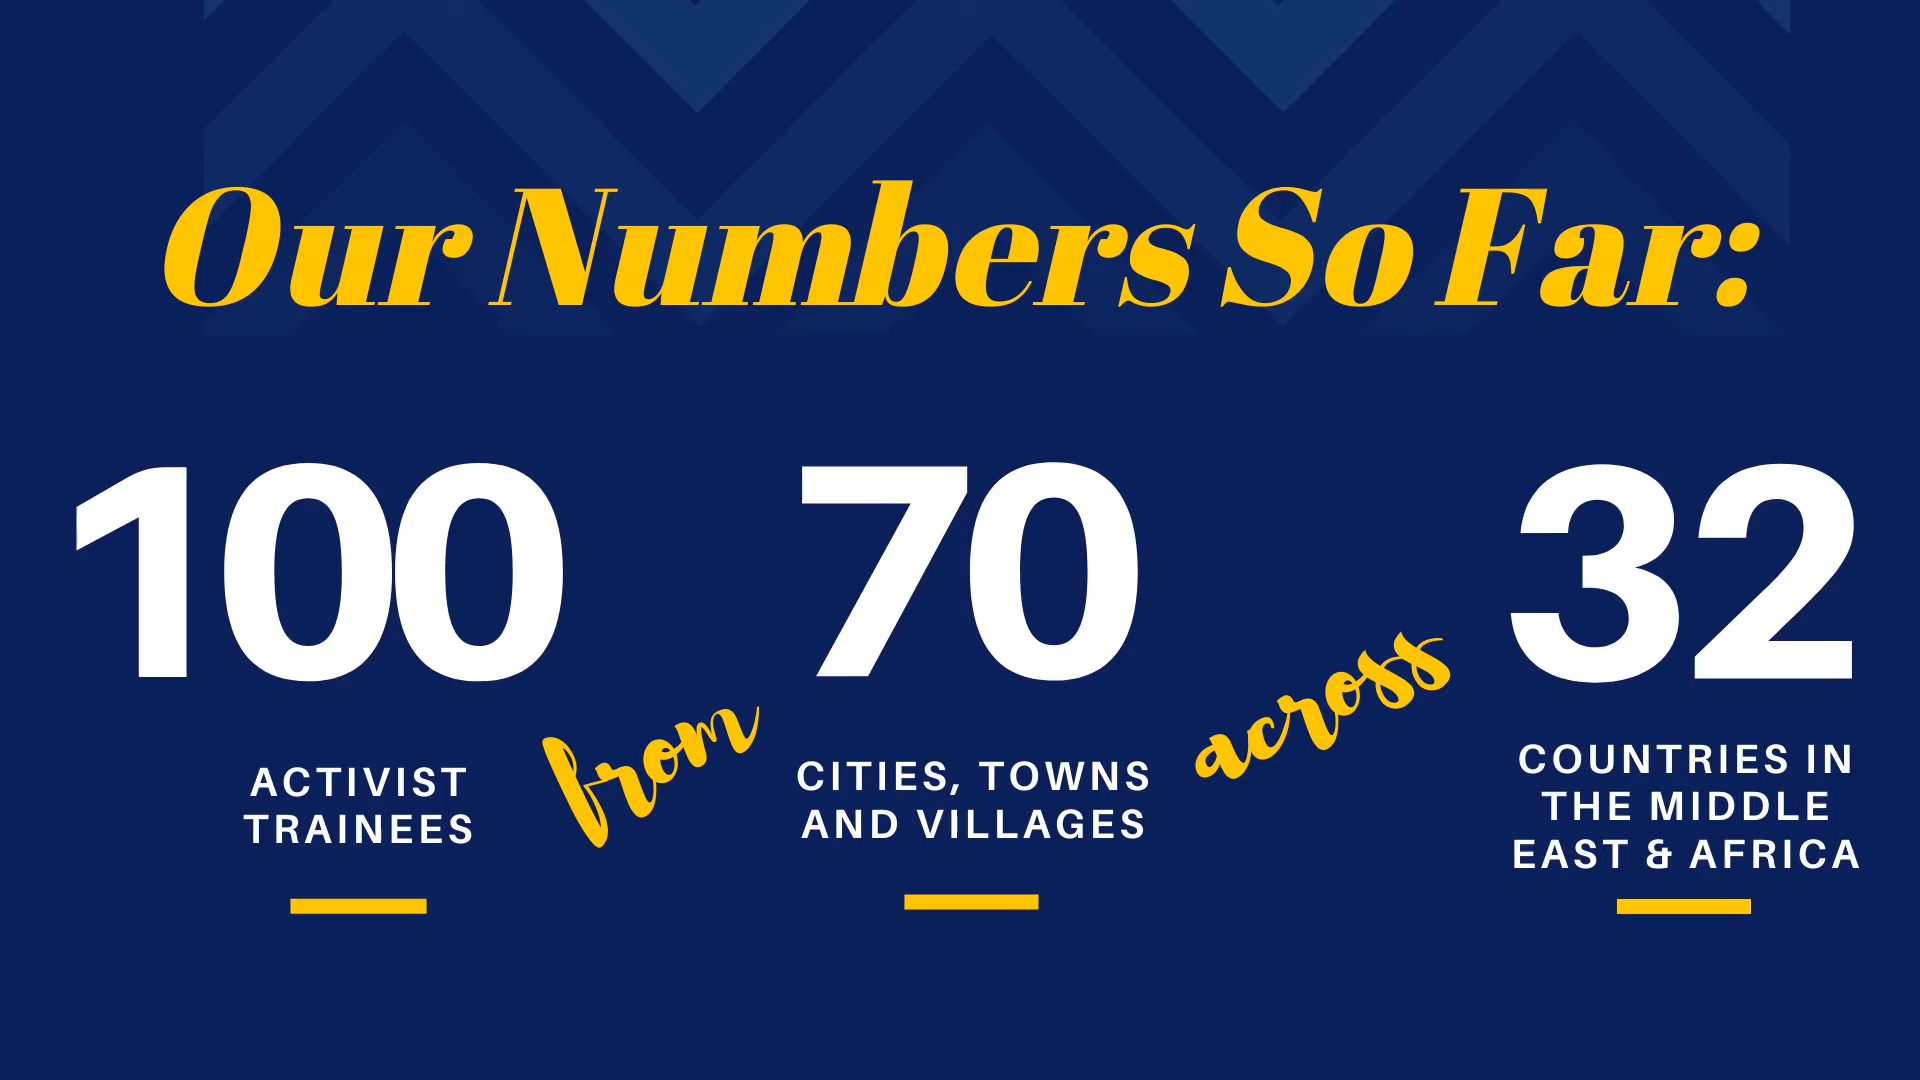 Our Numbers So Far:
100
ACTIVIST
TRAINEES
from
70
CITIES, TOWNS
AND VILLAGES
across
32
COUNTRIES IN
THE MIDDLE
EAST & AFRICA